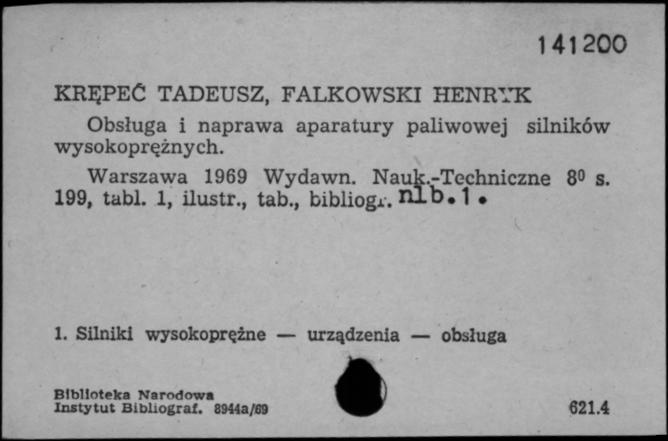 141200
KRĘPEĆ TADEUSZ, FALKOWSKI HENRYK
Obsługa i naprawa aparatury paliwowej silników
wysokoprężnych.
Warszawa 1969 Wydawn. Nauk.-Techniczne 8⁰ s.
199, tabl. 1, ilustr., tab., bibliogr. nlb.1.
1. Silniki wysokoprężne — urządzenia — obsługa
Biblioteka Narodowa
Instytut Bibliograf. 8944a/69
621.4